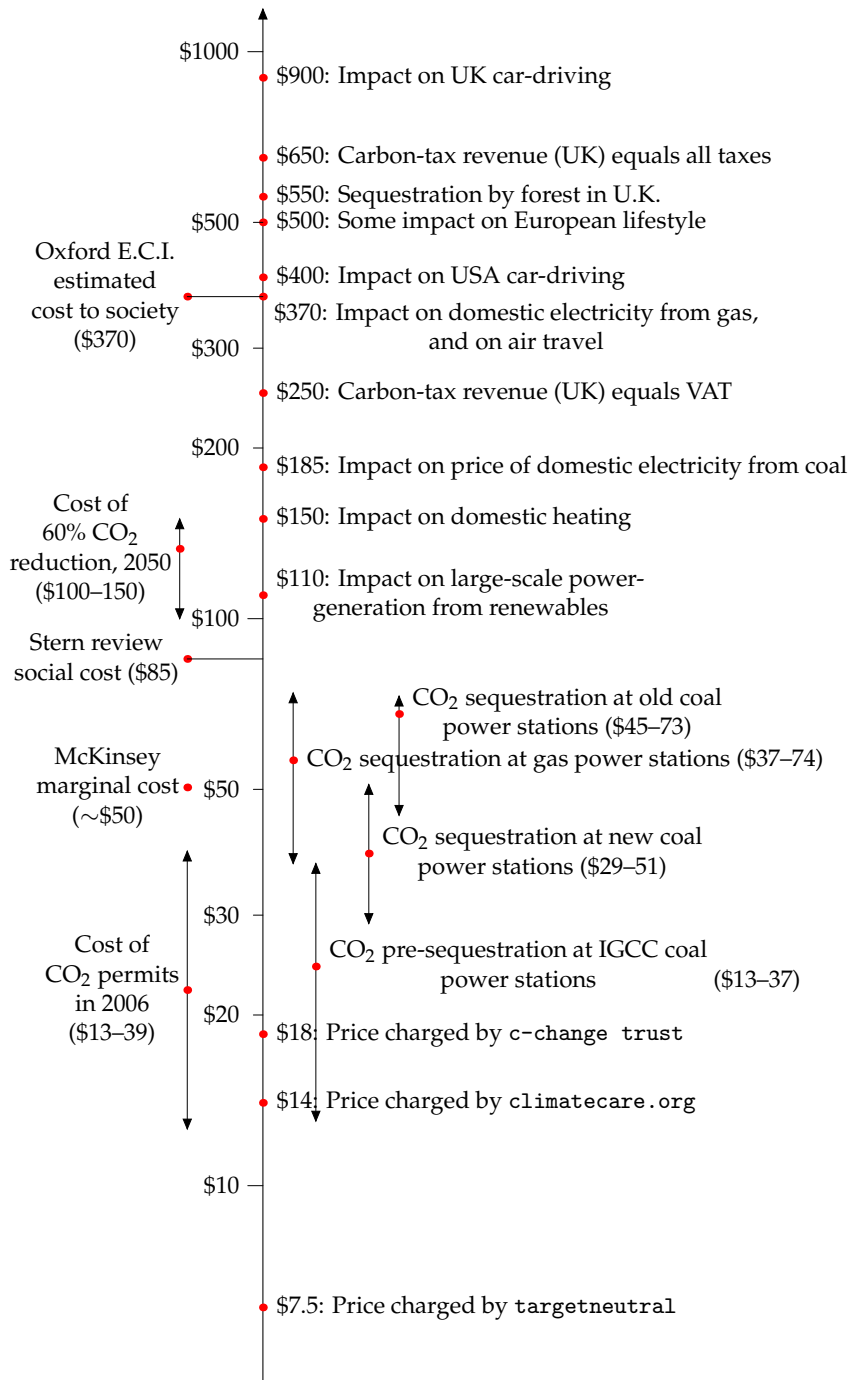 $1000
$900: Impact on UK car-driving
$650: Carbon-tax revenue (UK) equals all taxes
$550: Sequestration by forest in U.K.
$500
$500: Some impact on European lifestyle
Oxford E.C.I.
estimated
cost to society
($370)
$400: Impact on USA car-driving
$370: Impact on domestic electricity from gas,
and on air travel
$300
$250: Carbon-tax revenue (UK) equals VAT
$200
$185: Impact on price of domestic electricity from coal
Cost of
60% CO₂
reduction, 2050
($100–150)
$150: Impact on domestic heating
$110: Impact on large-scale power-
generation from renewables
$100
Stern review
social cost ($85)
CO₂ sequestration at old coal
power stations ($45–73)
CO₂ sequestration at gas power stations ($37–74)
McKinsey
marginal cost
(∼$50)
$50
CO₂ sequestration at new coal
power stations ($29–51)
$30
Cost of
CO₂ permits
in 2006
($13–39)
CO₂ pre-sequestration at IGCC coal
power stations ($13–37)
$20
$18: Price charged by c-change trust
$14: Price charged by climatecare.org
$10
$7.5: Price charged by targetneutral